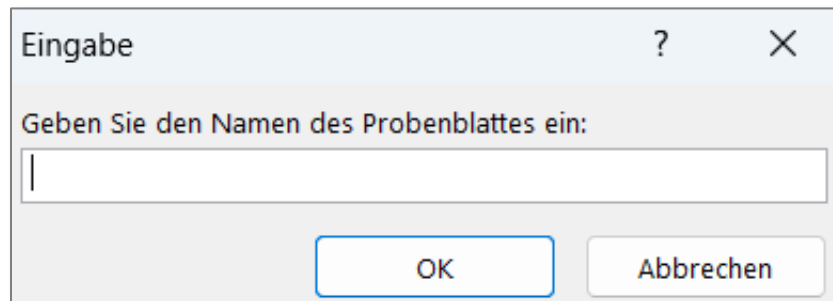 Eingabe ? ×
Geben Sie den Namen des Probenblattes ein:
OK Abbrechen